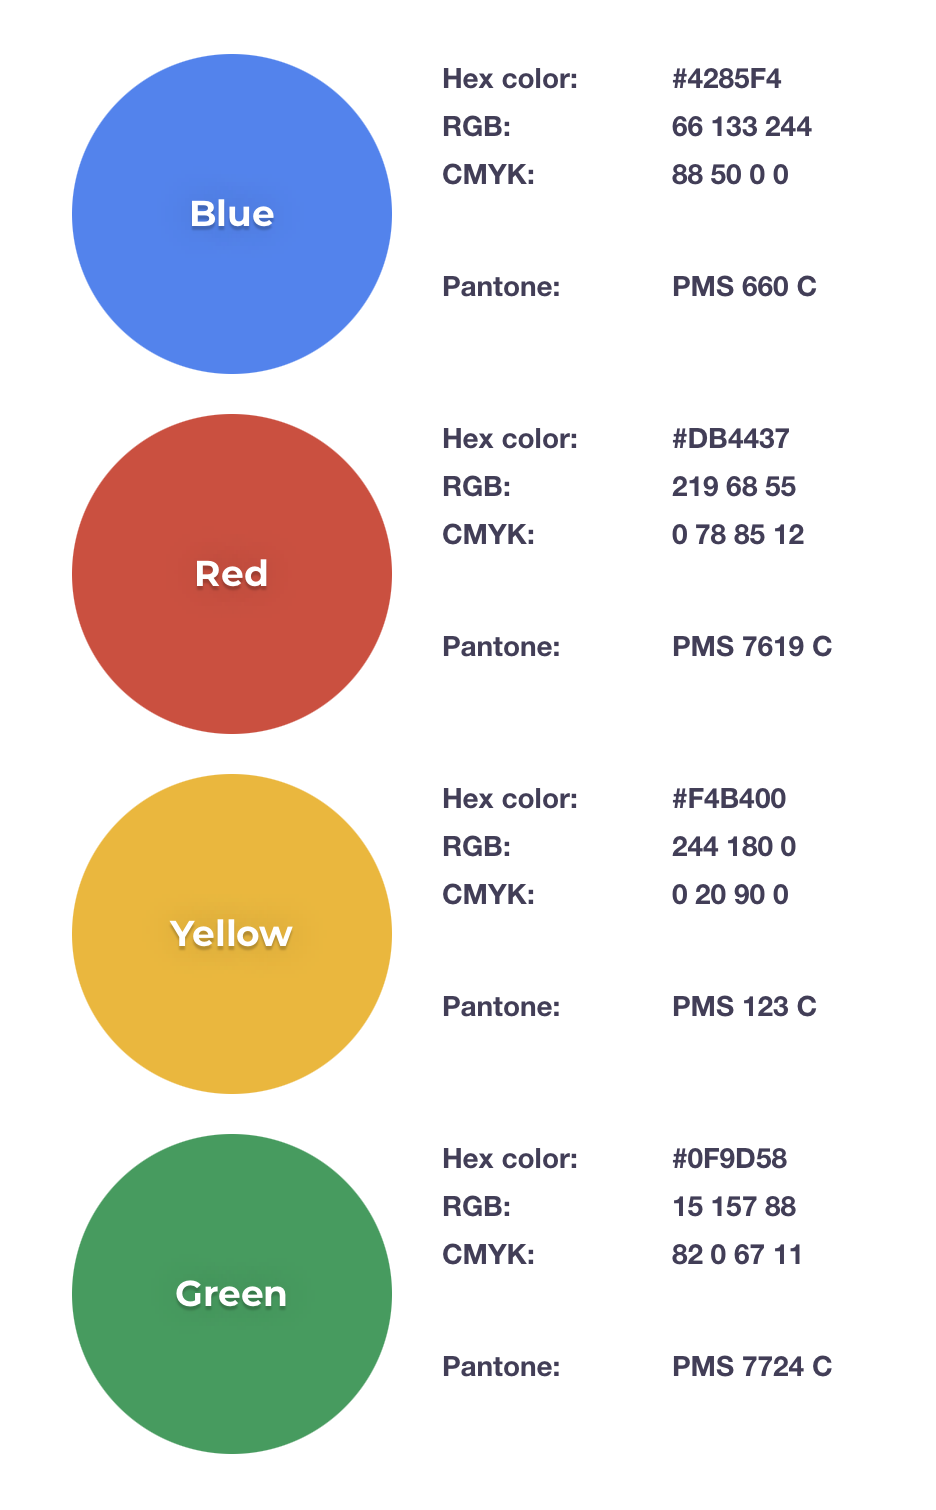 Blue
Hex color: #4285F4
RGB: 66 133 244
CMYK: 88 50 0 0
Pantone: PMS 660 C
Red
Hex color: #DB4437
RGB: 219 68 55
CMYK: 0 78 85 12
Pantone: PMS 7619 C
Yellow
Hex color: #F4B400
RGB: 244 180 0
CMYK: 0 20 90 0
Pantone: PMS 123 C
Green
Hex color: #0F9D58
RGB: 15 157 88
CMYK: 82 0 67 11
Pantone: PMS 7724 C